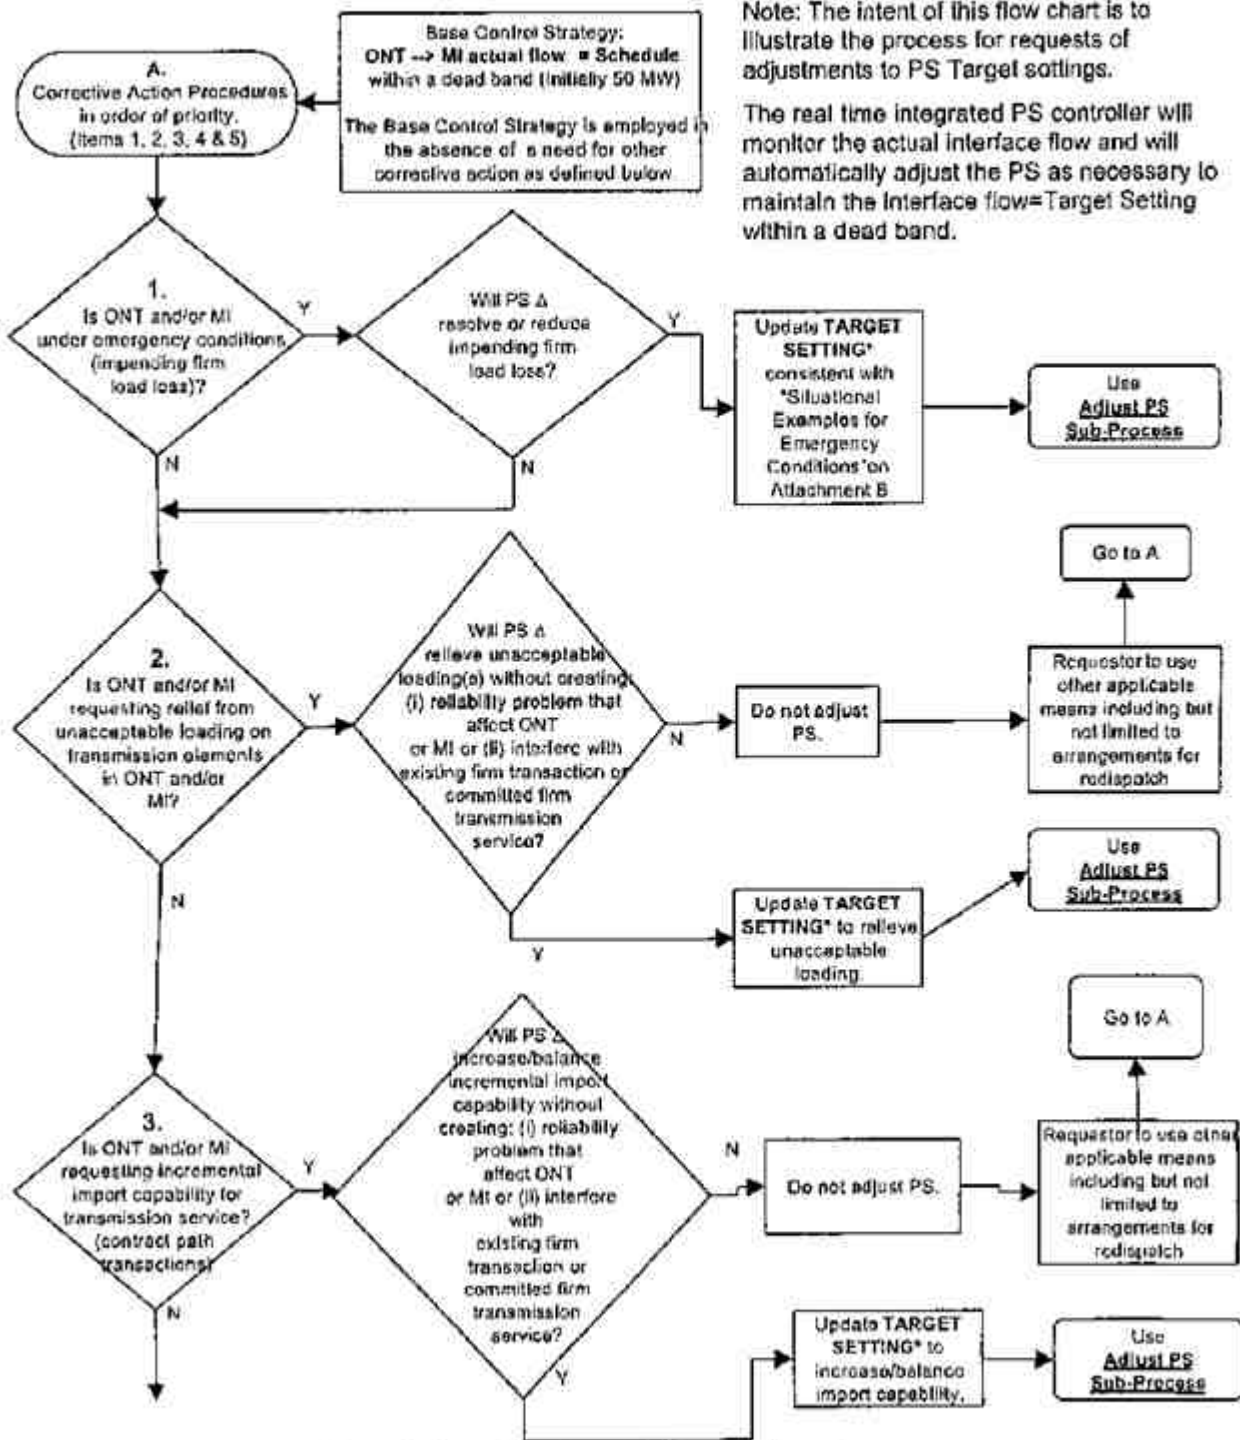 Base Control Strategy:
ONT --> MI actual flow = Schedule
within a dead band (Initially 50 MW)
The Base Control Strategy is employed in
the absence of a need for other
corrective action as defined below
Note: The intent of this flow chart is to
illustrate the process for requests of
adjustments to PS Target settings.
The real time integrated PS controller will
monitor the actual interface flow and will
automatically adjust the PS as necessary to
maintain the Interface flow=Target Setting
within a dead band.
A.
Corrective Action Procedures
in order of priority.
(Items 1, 2, 3, 4 & 5)
1.
Is ONT and/or MI
under emergency conditions
(impending firm
load loss)?
Y
N
Will PS Δ
resolve or reduce
impending firm
load loss?
Y
N
Update TARGET
SETTING*
consistent with
"Situational
Examples for
Emergency
Conditions" on
Attachment B
Use
Adjust PS
Sub-Process
2.
Is ONT and/or MI
requesting relief from
unacceptable loading on
transmission elements
in ONT and/or
MI?
Y
N
Will PS Δ
relieve unacceptable
loading(s) without creating:
(i) reliability problem that
affect ONT
or MI or (ii) interfere with
existing firm transaction or
committed firm
transmission
service?
N
Y
Do not adjust
PS.
Go to A
Requestor to use
other applicable
means including but
not limited to
arrangements for
redispatch
Update TARGET
SETTING* to relieve
unacceptable
loading.
Use
Adjust PS
Sub-Process
3.
Is ONT and/or MI
requesting incremental
import capability for
transmission service?
(contract path
transactions)
Y
N
Will PS Δ
increase/balance
incremental import
capability without
creating: (i) reliability
problem that
affect ONT
or MI or (ii) interfere
with
existing firm
transaction or
committed firm
transmission
service?
N
Y
Do not adjust PS.
Go to A
Requestor to use other
applicable means
including but not
limited to
arrangements for
redispatch
Update TARGET
SETTING* to
increase/balance
import capability.
Use
Adjust PS
Sub-Process